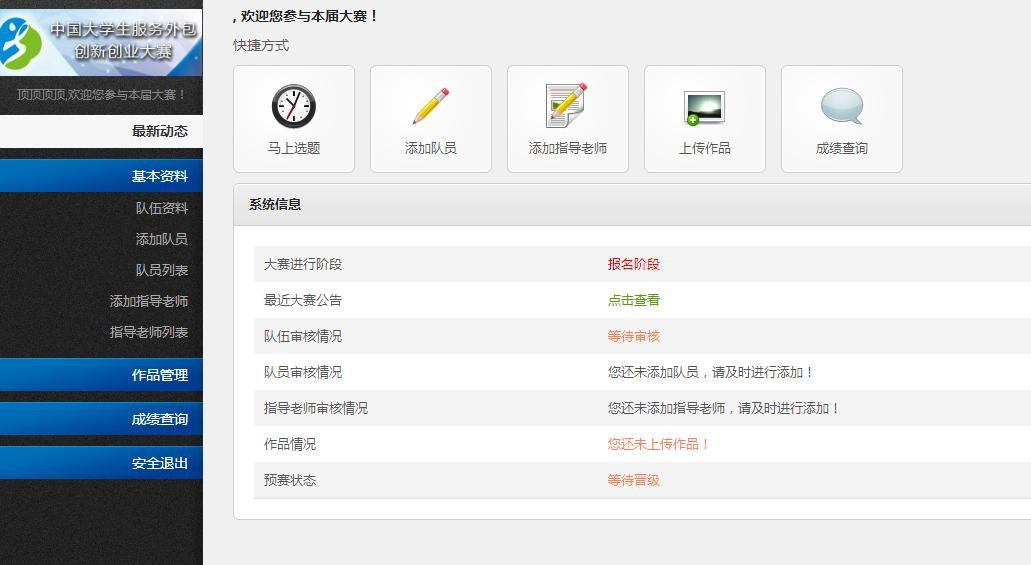 中国大学生服务外包
创新创业大赛
顶顶顶顶,欢迎您参与本届大赛！
最新动态
基本资料
队伍资料
添加队员
队员列表
添加指导老师
指导老师列表
作品管理
成绩查询
安全退出
, 欢迎您参与本届大赛！
快捷方式
马上选题
添加队员
添加指导老师
上传作品
成绩查询
系统信息
大赛进行阶段 报名阶段
最近大赛公告 点击查看
队伍审核情况 等待审核
队员审核情况 您还未添加队员，请及时进行添加！
指导老师审核情况 您还未添加指导老师，请及时进行添加！
作品情况 您还未上传作品！
预赛状态 等待晋级